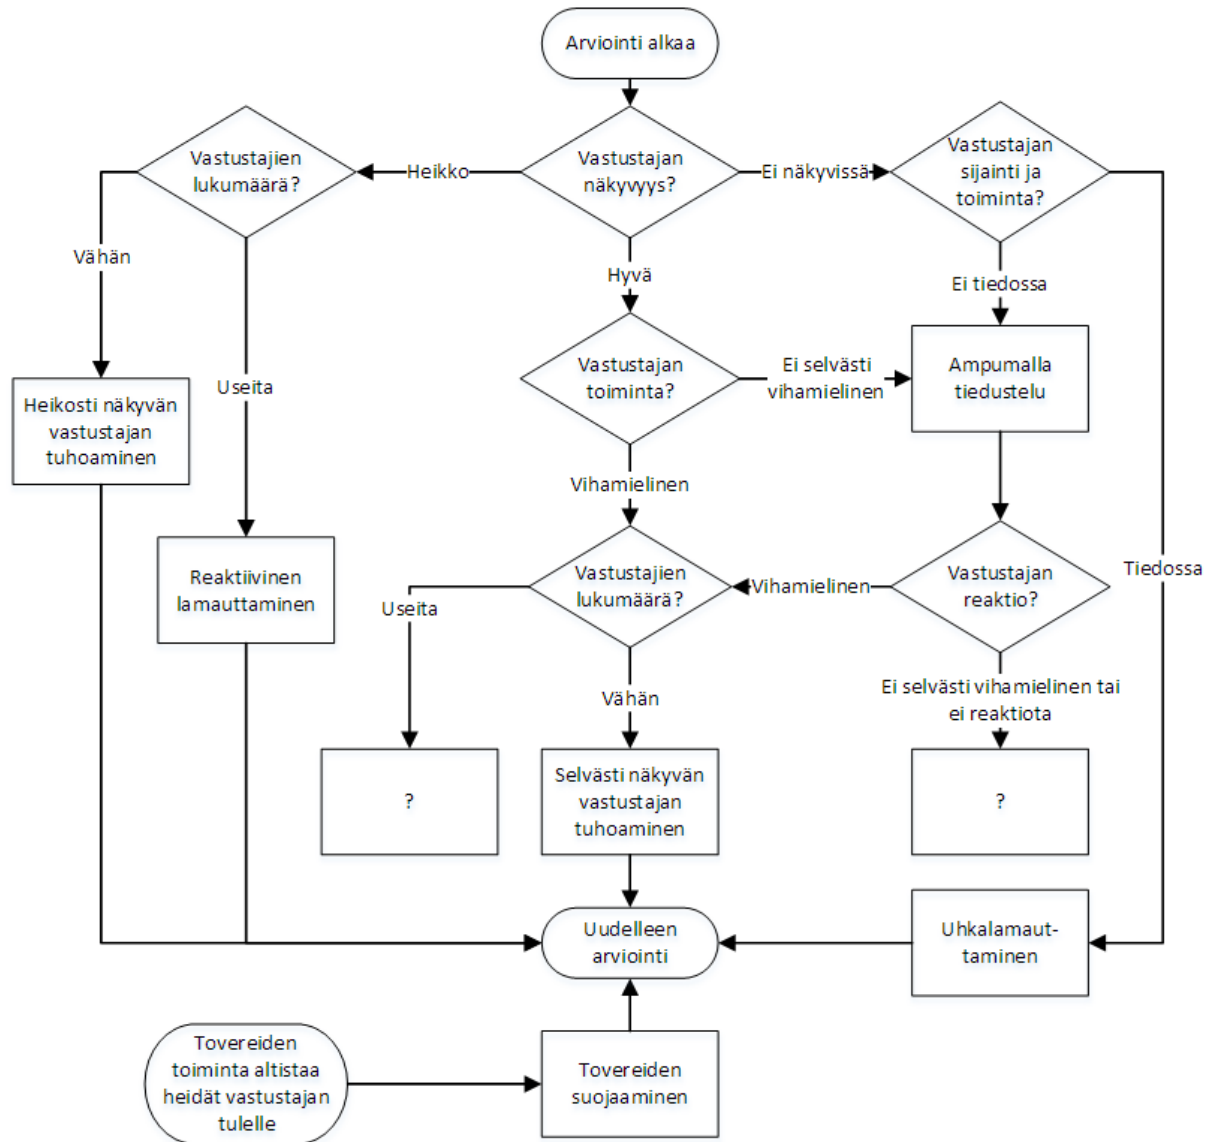 Arviointi alkaa
Vastustajien
lukumäärä?
Heikko
Vastustajan
näkyvyys?
Ei näkyvissä
Vastustajan
sijainti ja
toiminta?
Vähän
Hyvä
Ei tiedossa
Useita
Vastustajan
toiminta?
Ei selvästi
vihamielinen
Ampumalla
tiedustelu
Heikosti näkyvän
vastustajan
tuhoaminen
Vihamielinen
Reaktiivinen
lamauttaminen
Useita
Vastustajien
lukumäärä?
Vihamielinen
Vastustajan
reaktio?
Tiedossa
Vähän
Ei selvästi vihamielinen tai
ei reaktiota
?
Selvästi näkyvän
vastustajan
tuhoaminen
?
Uudelleen
arviointi
Uhkalamaut-
taminen
Tovereiden
toiminta altistaa
heidät vastustajan
tulelle
Tovereiden
suojaaminen